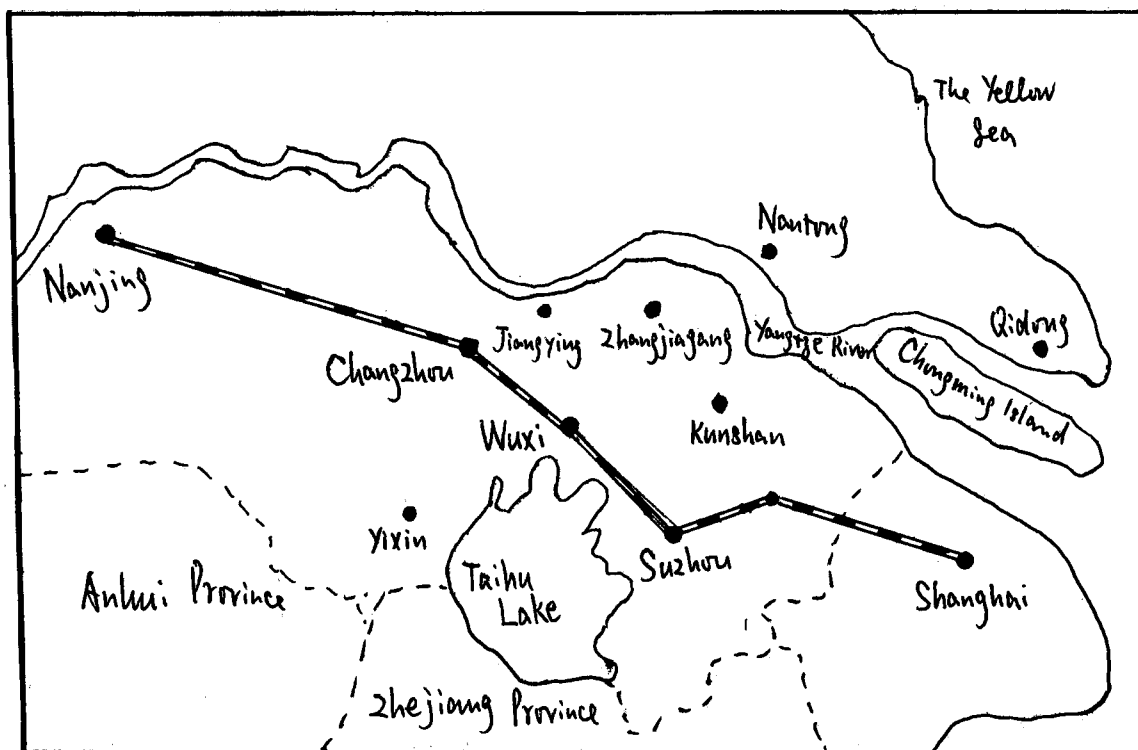 The Yellow
Sea
Nantong
Nanjing
Jiangying
Zhangjiagang
Yangtze River
Qidong
Changzhou
Chongming Island
Wuxi
Kunshan
Yixin
Suzhou
Taihu
Lake
Anhui Province
Shanghai
Zhejiang Province